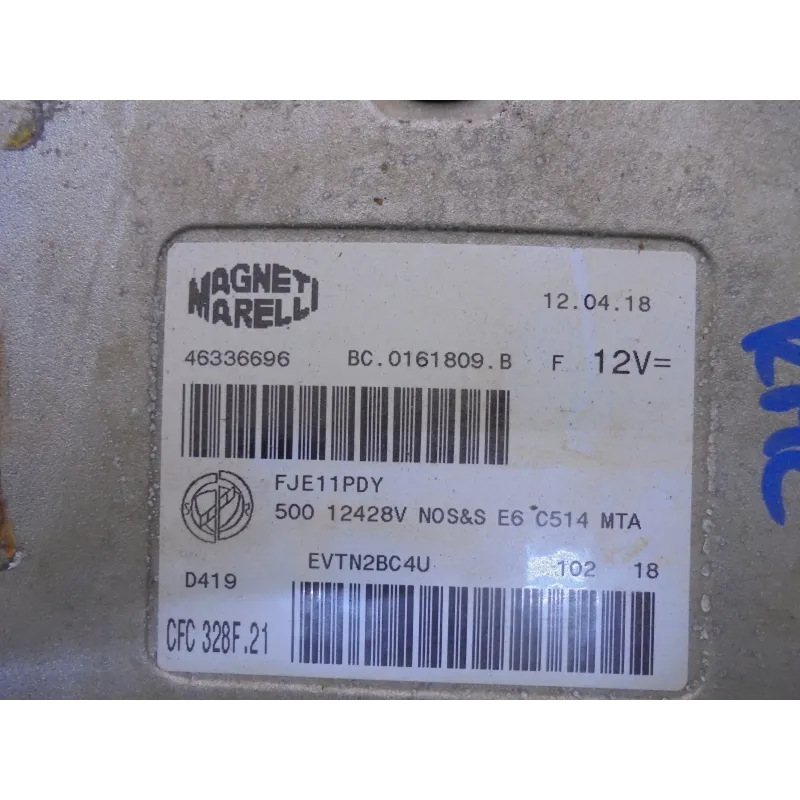 MAGNETI
MARELLI
12.04.18
46336696 BC.0161809.B F 12V=
FJE11PDY
500 12428V NOS&S E6 C514 MTA
EVTN2BC4U 102 18
D419
CFC 328F.21